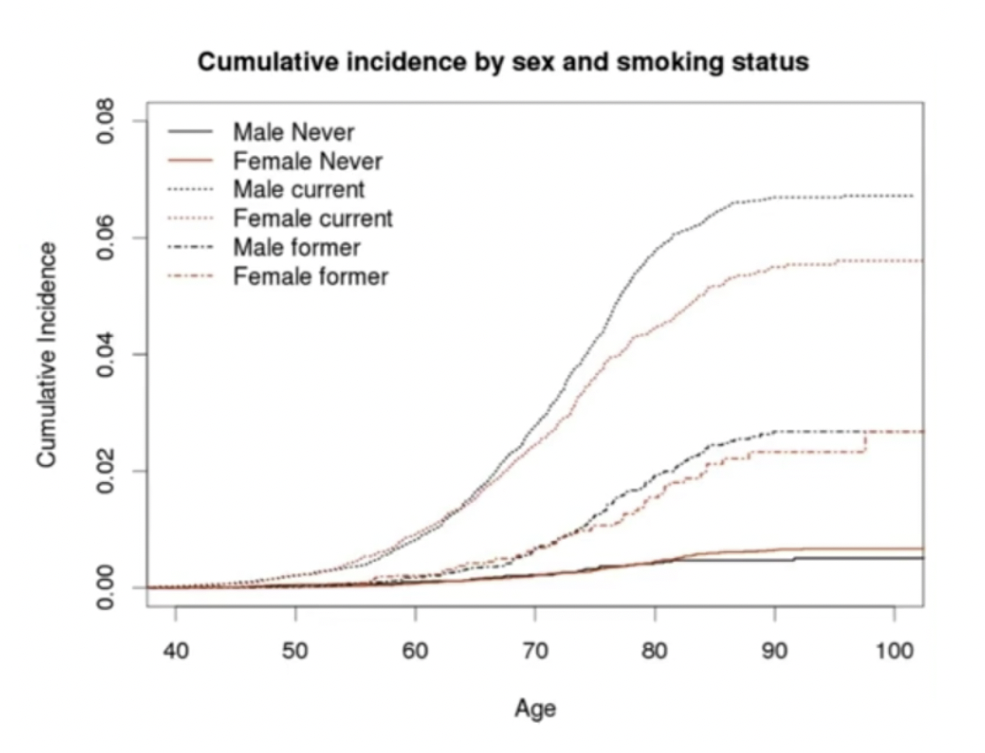 Cumulative incidence by sex and smoking status
0.08
0.06
0.04
0.02
0.00
Cumulative Incidence
Male Never
Female Never
Male current
Female current
Male former
Female former
40 50 60 70 80 90 100
Age